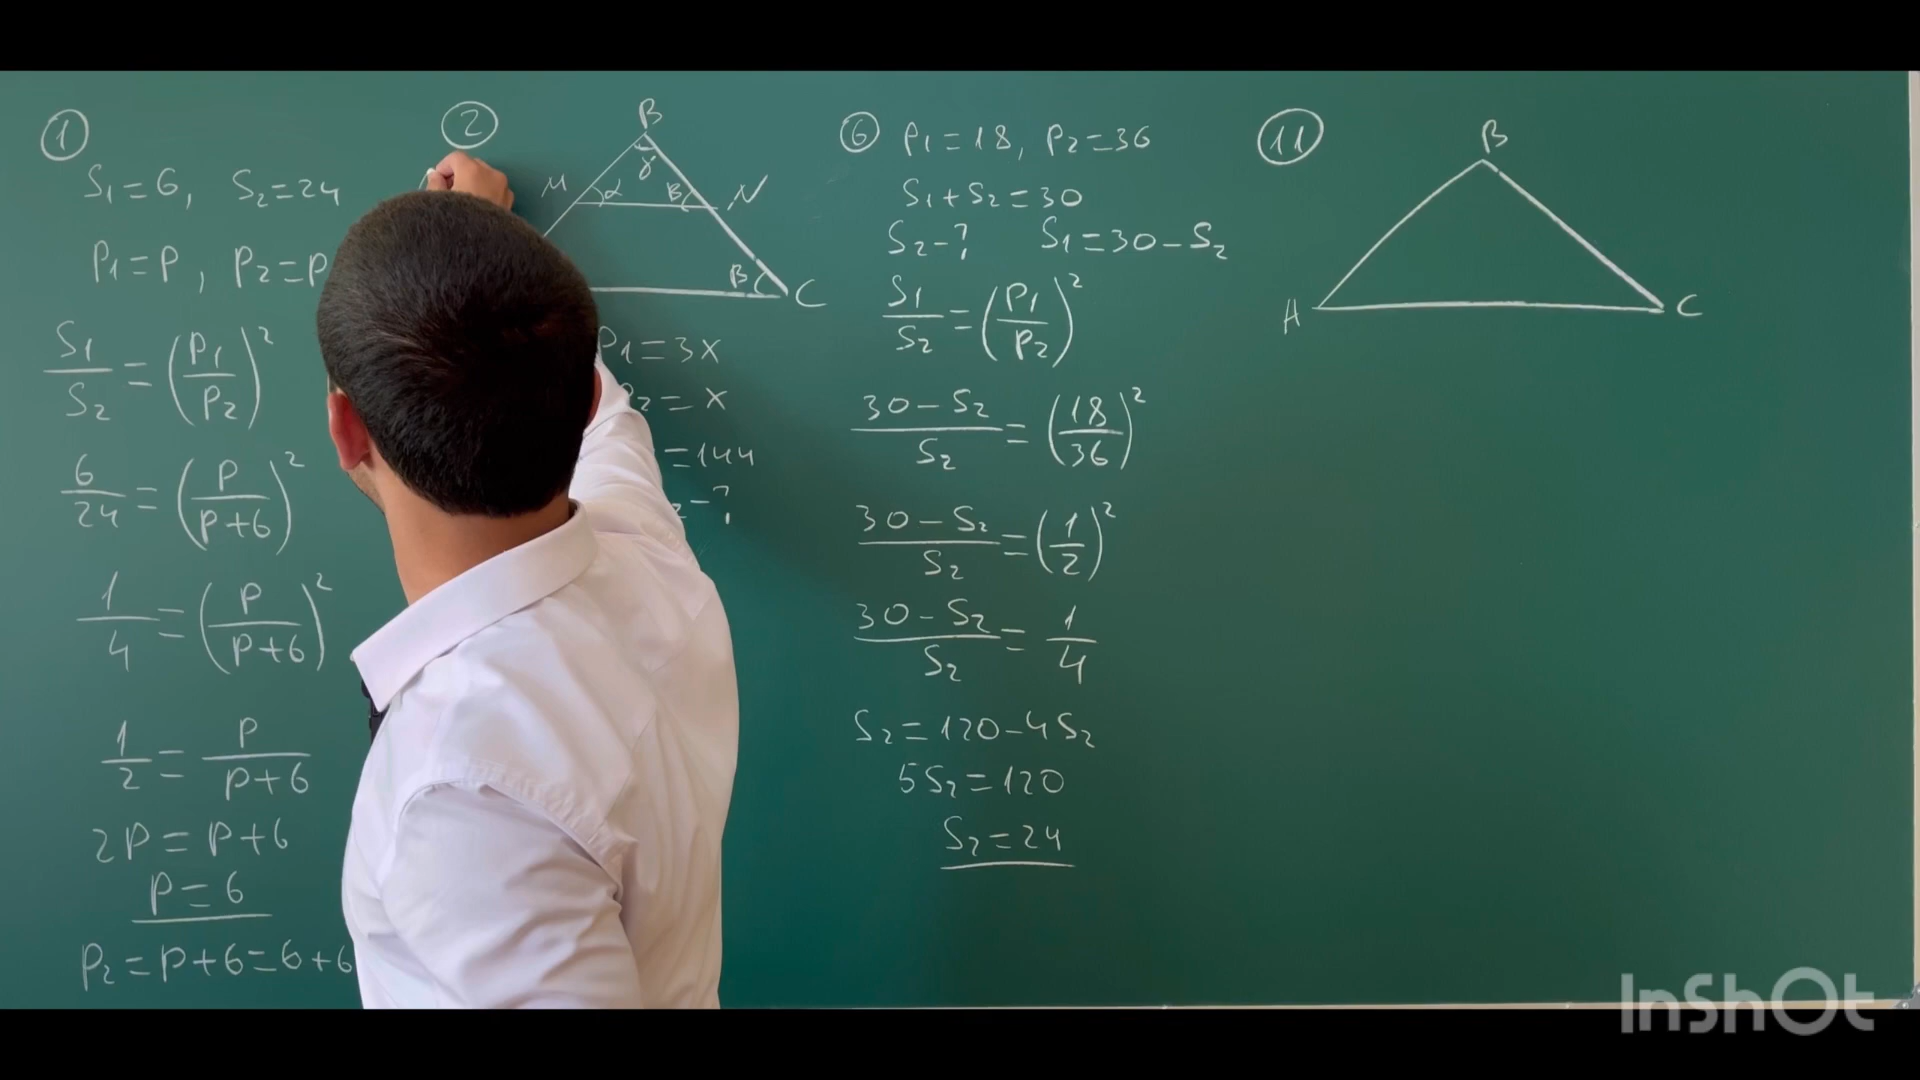 ①
S₁=6, S₂=24
P₁=P, P₂=P
S₁/S₂=(P₁/P₂)²
6/24=(P/P+6)²
1/4=(P/P+6)²
1/2=P/P+6
2P=P+6
P=6
P₂=P+6=6+6
②
B
γ
M α B N
B C
P₁=3x
₂=x
=144
-?
⑥ P₁=18, P₂=36
S₁+S₂=30
S₂-? S₁=30-S₂
S₁/S₂=(P₁/P₂)²
30-S₂/S₂=(18/36)²
30-S₂/S₂=(1/2)²
30-S₂/S₂=1/4
S₂=120-4S₂
5S₂=120
S₂=24
⑪
B
A C
InShOt